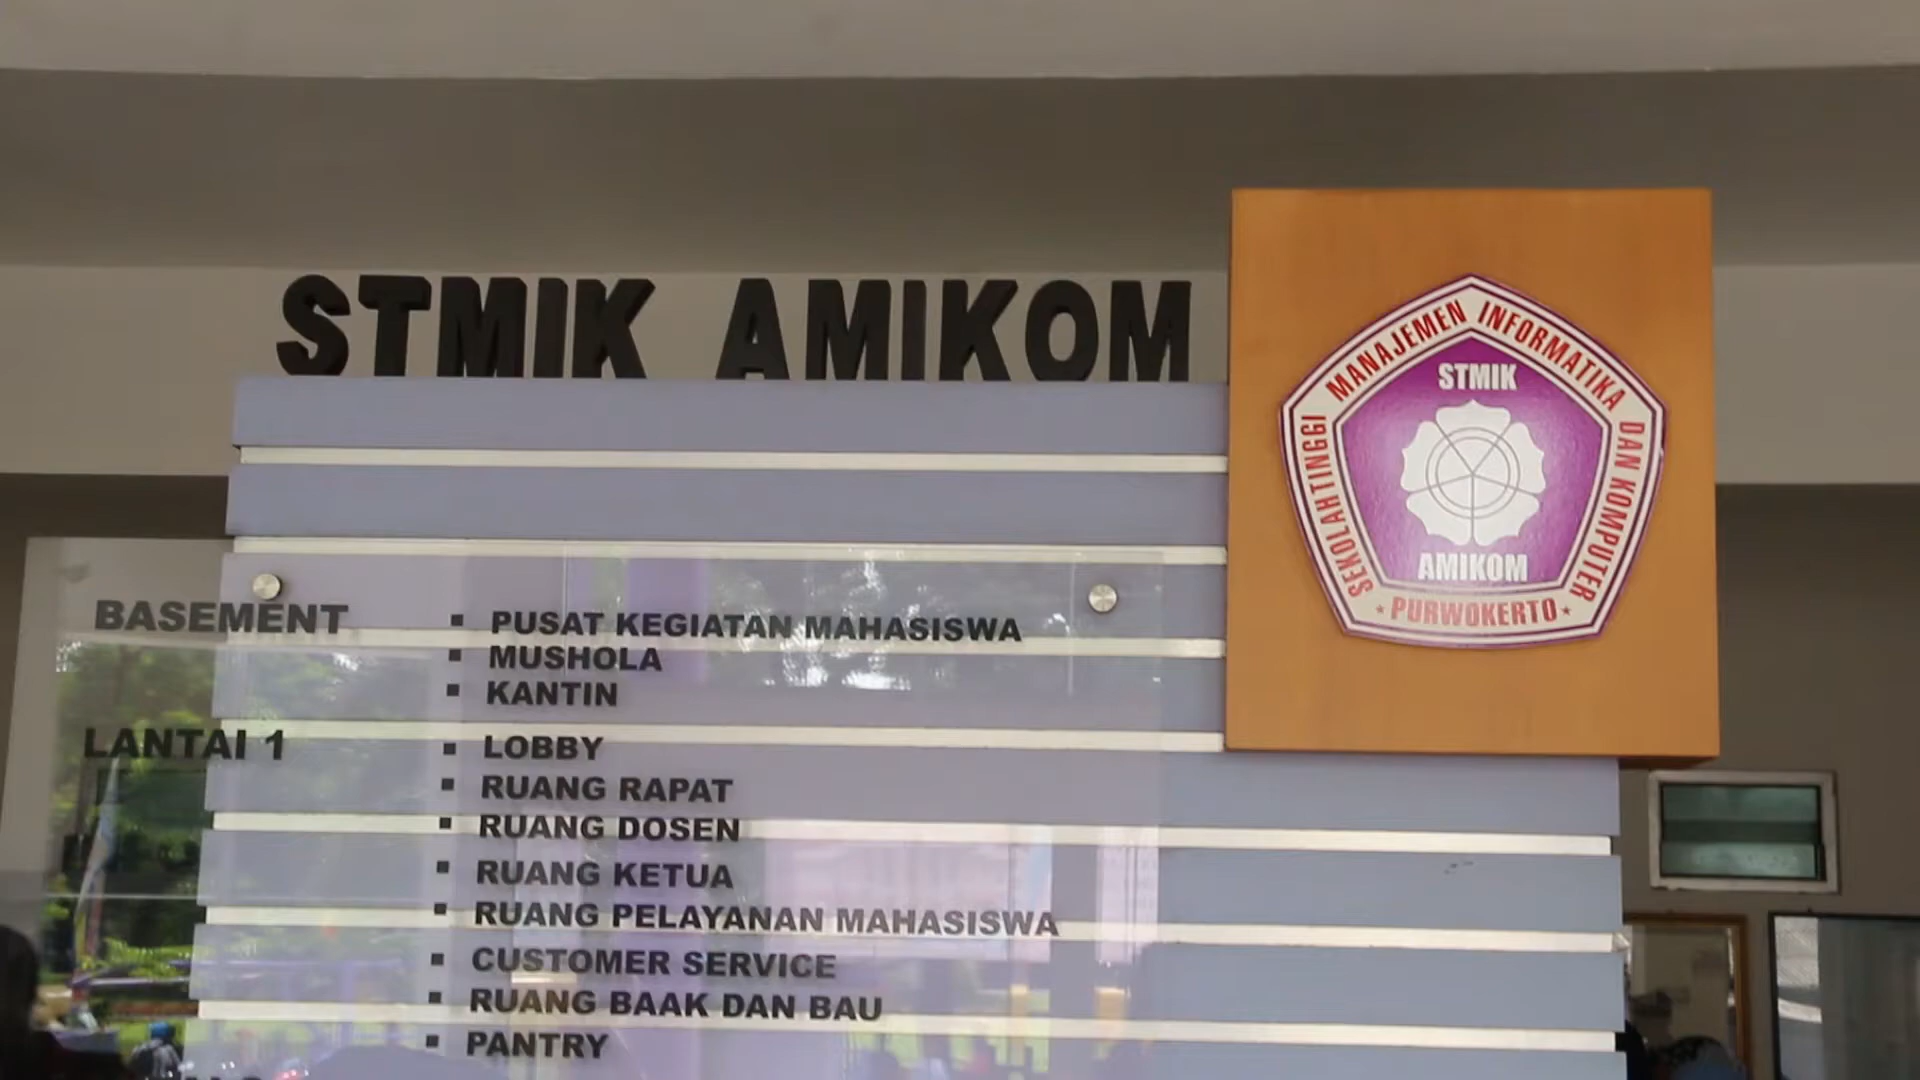 STMIK AMIKOM
SEKOLAH TINGGI MANAJEMEN INFORMATIKA DAN KOMPUTER
STMIK
AMIKOM
PURWOKERTO
BASEMENT
PUSAT KEGIATAN MAHASISWA
MUSHOLA
KANTIN
LANTAI 1
LOBBY
RUANG RAPAT
RUANG DOSEN
RUANG KETUA
RUANG PELAYANAN MAHASISWA
CUSTOMER SERVICE
RUANG BAAK DAN BAU
PANTRY